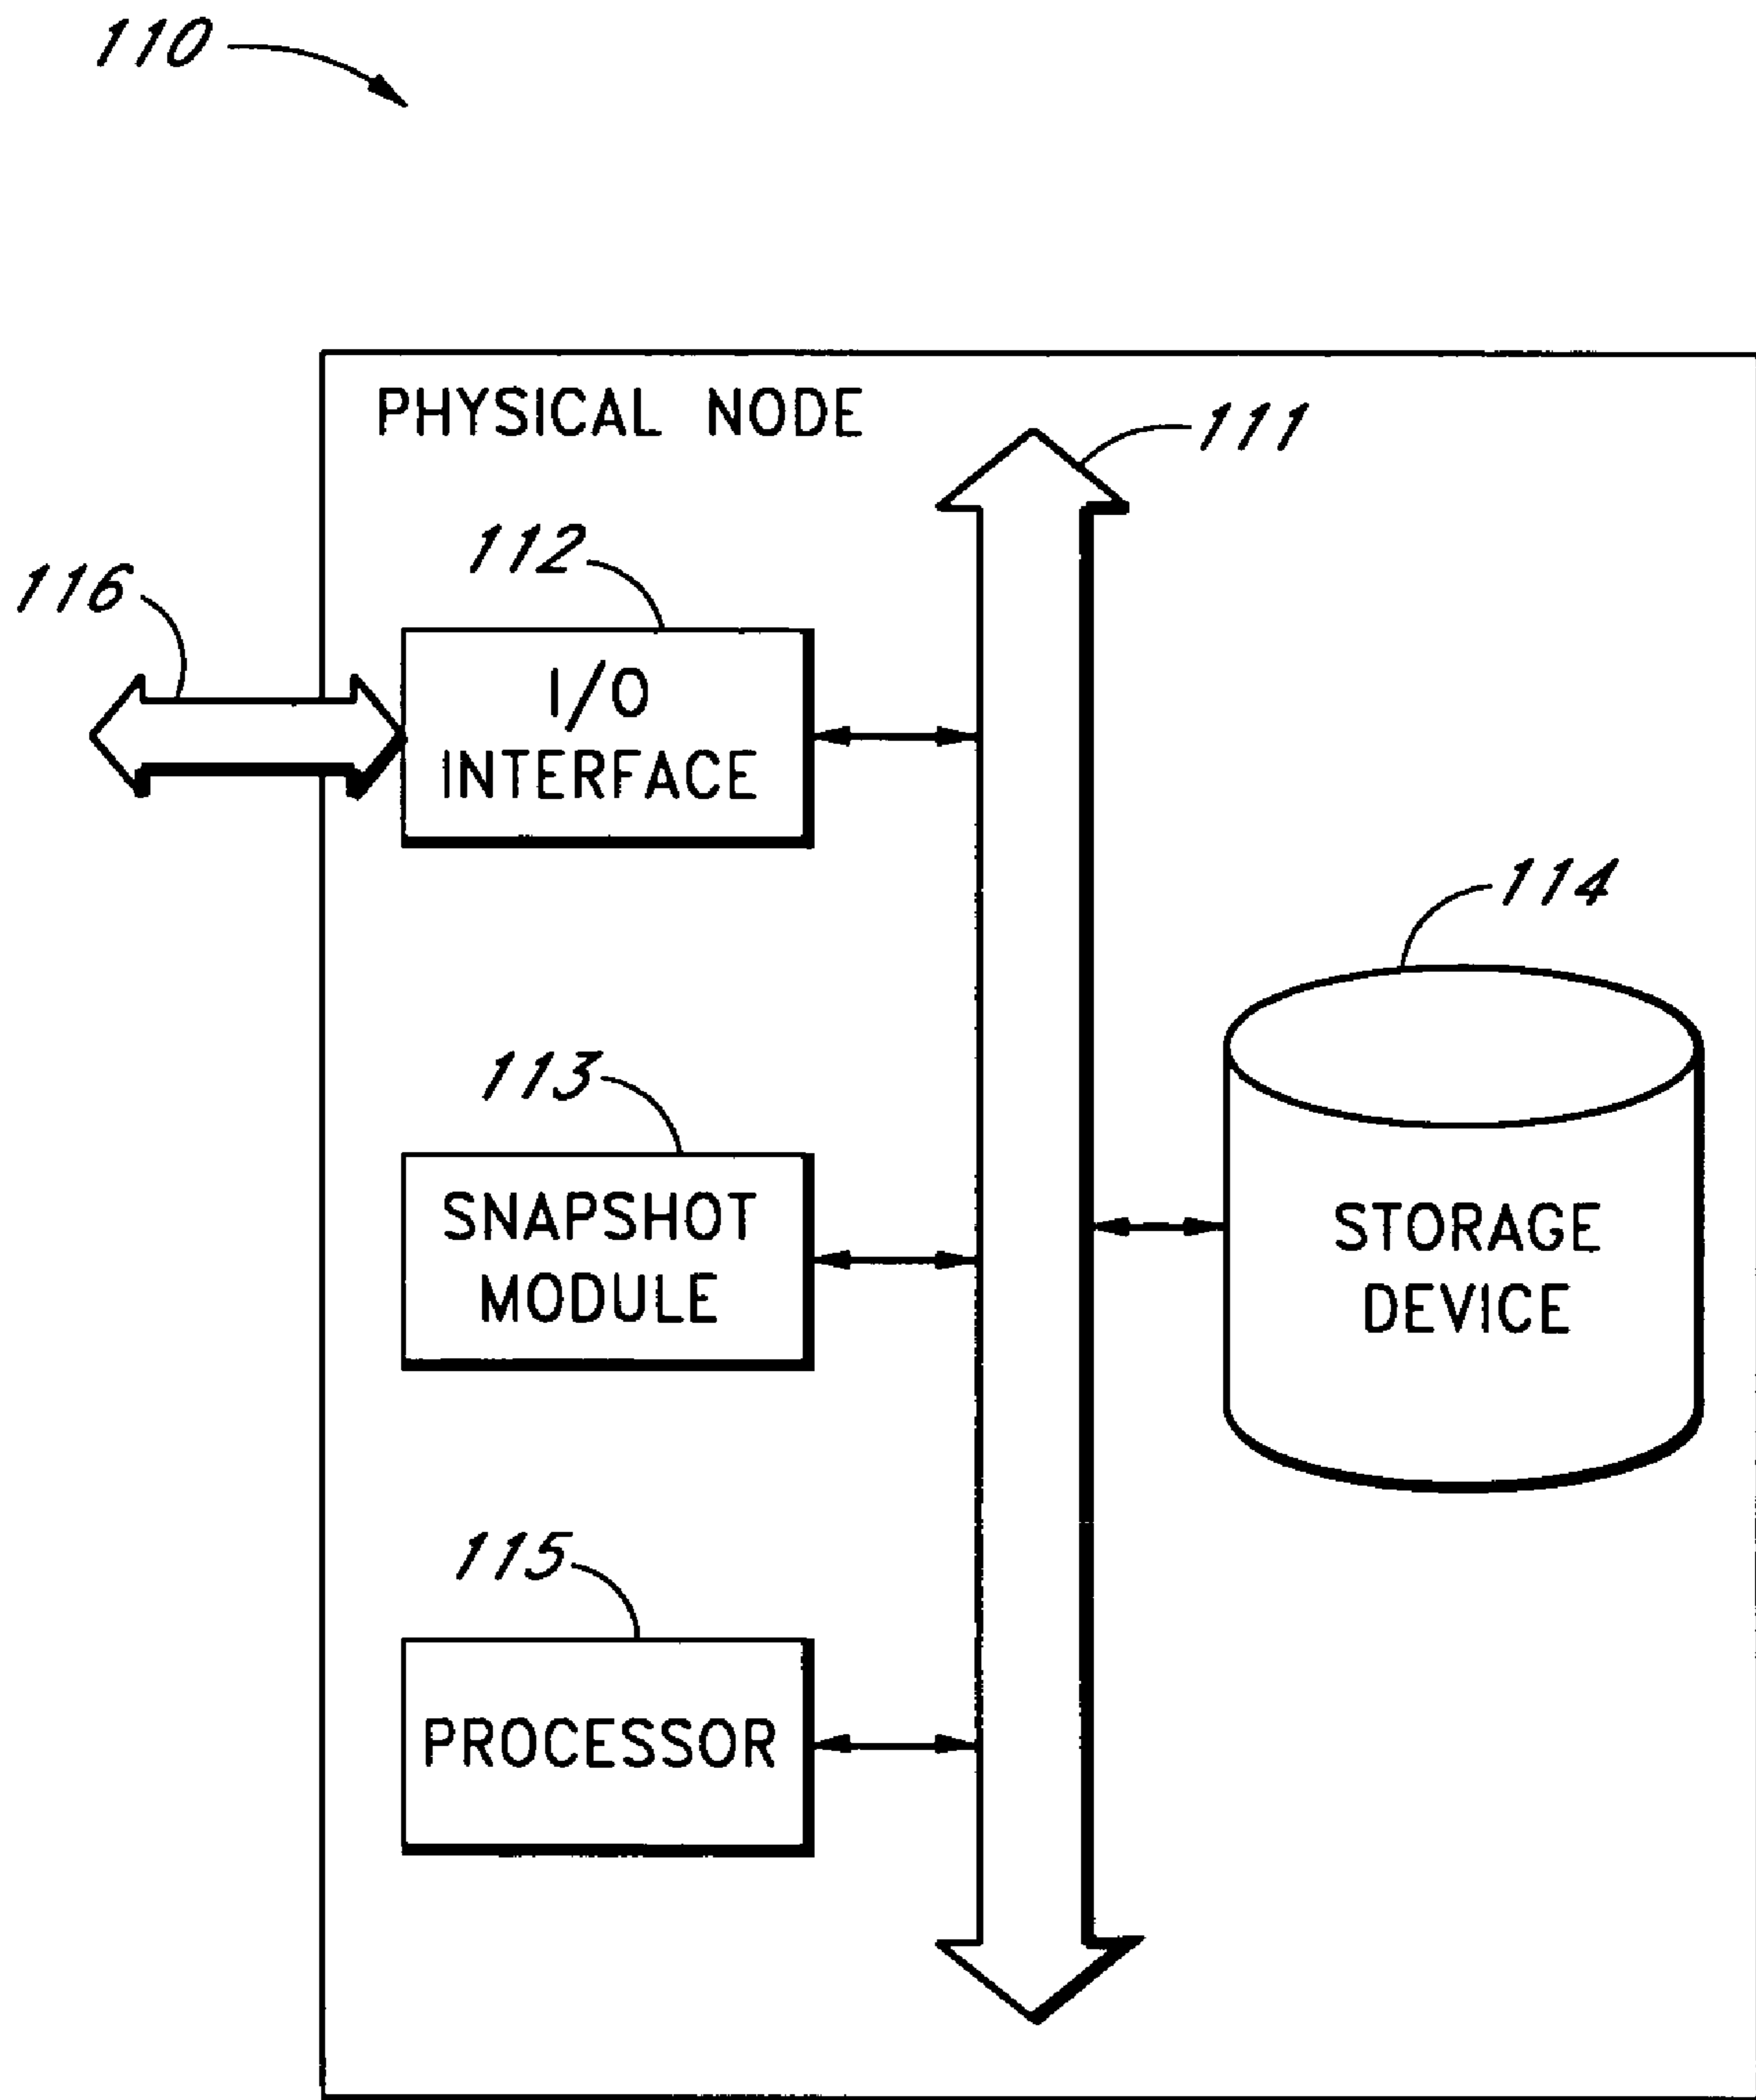 110
PHYSICAL NODE
111
112
116
I/O
INTERFACE
114
113
SNAPSHOT
MODULE
STORAGE
DEVICE
115
PROCESSOR